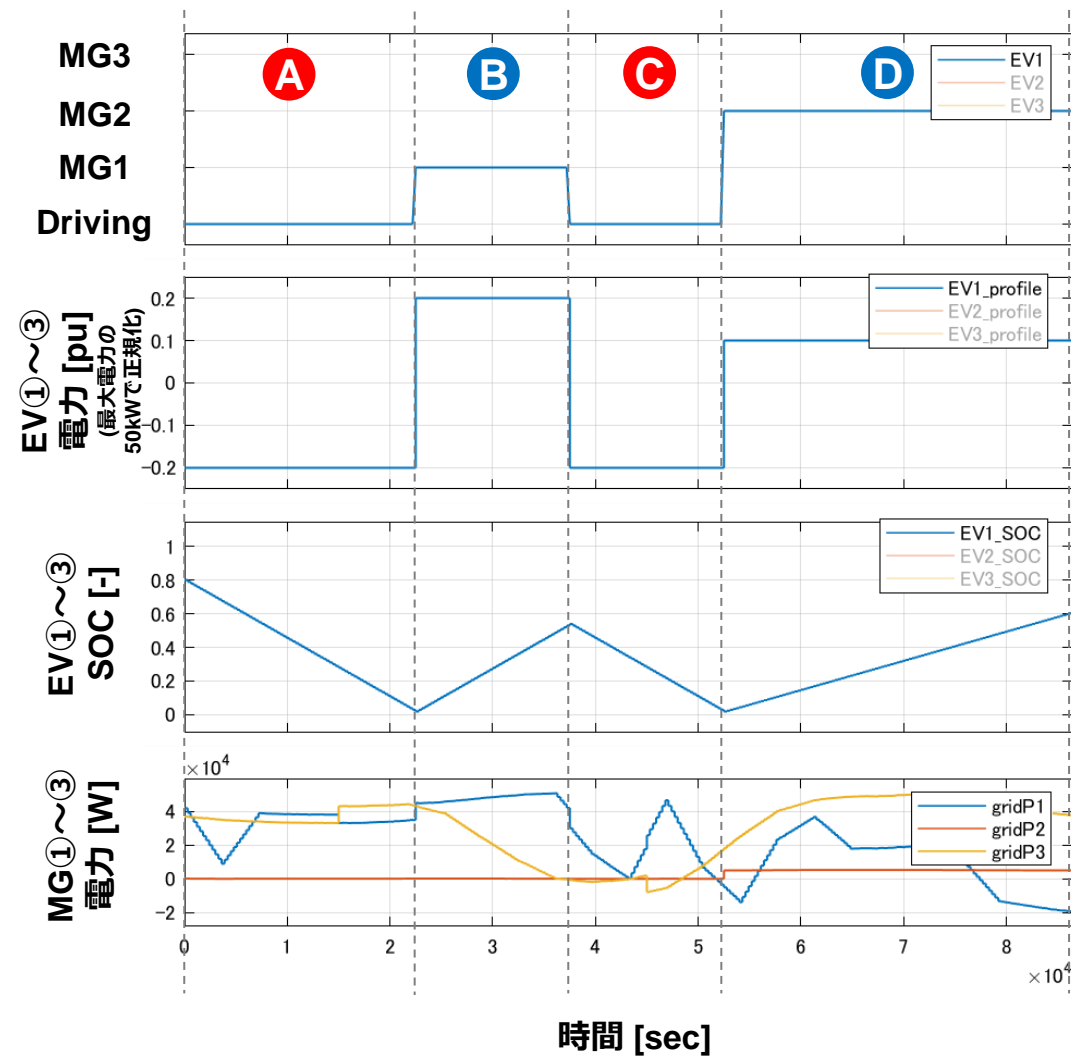 MG3
MG2
MG1
Driving
A
B
C
D
EV1
EV2
EV3
EV①~③
電力 [pu]
(最大電力の
50kWで正規化)
0.2
0.1
0
-0.1
-0.2
EV1_profile
EV2_profile
EV3_profile
EV①~③
SOC [-]
1
0.8
0.6
0.4
0.2
0
EV1_SOC
EV2_SOC
EV3_SOC
MG①~③
電力 [W]
×10⁴
4
2
0
-2
gridP1
gridP2
gridP3
0 1 2 3 4 5 6 7 8
×10⁴
時間 [sec]